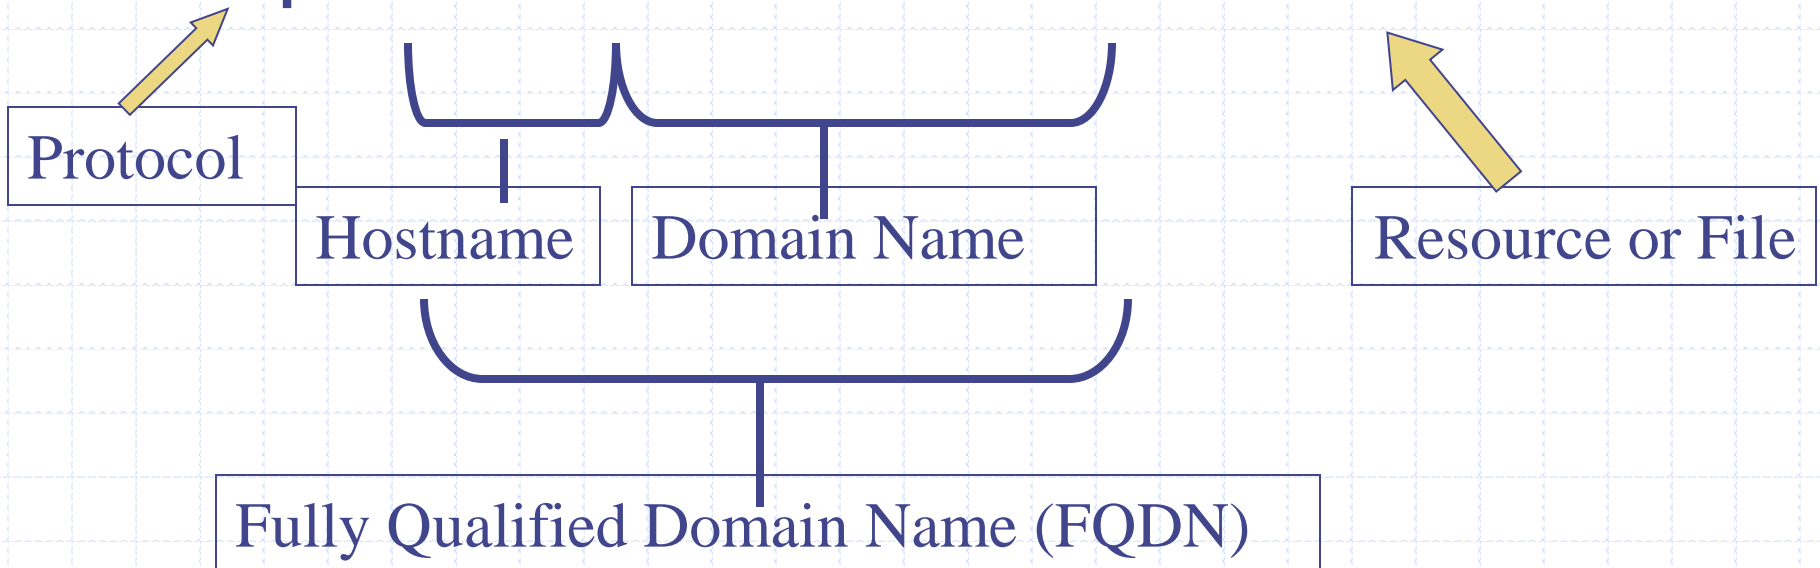 Protocol
Hostname
Domain Name
Resource or File
Fully Qualified Domain Name (FQDN)